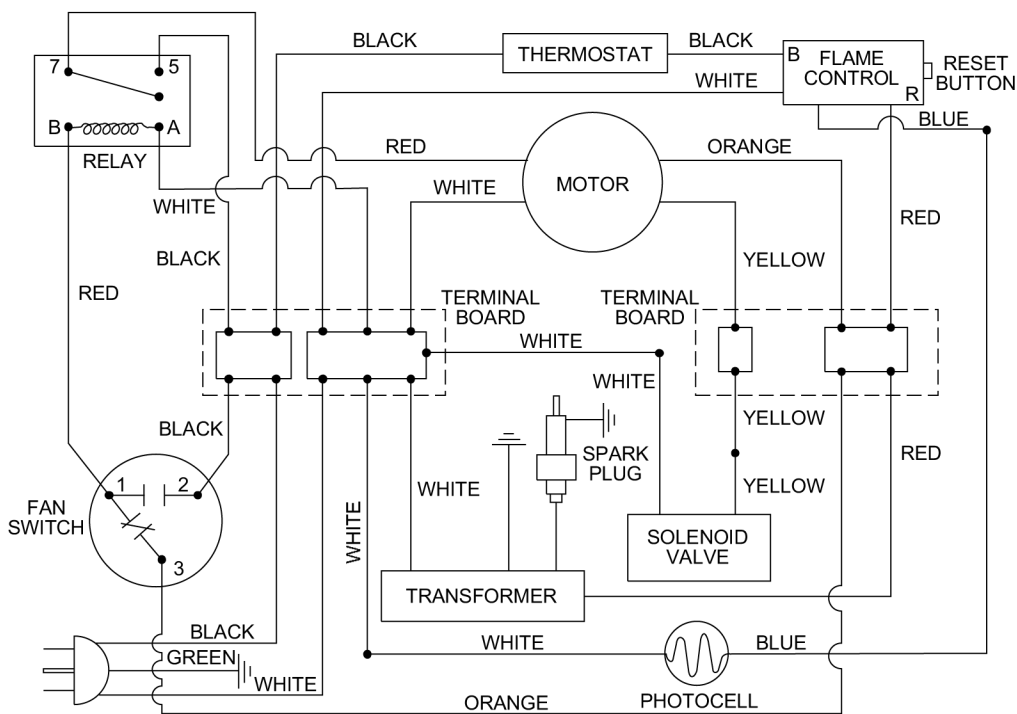 BLACK
THERMOSTAT
BLACK
B
FLAME
CONTROL
R
RESET
BUTTON
7
5
WHITE
BLUE
B
A
RELAY
RED
MOTOR
ORANGE
WHITE
WHITE
RED
BLACK
YELLOW
RED
TERMINAL
BOARD
TERMINAL
BOARD
WHITE
WHITE
YELLOW
BLACK
SPARK
PLUG
RED
1
2
WHITE
YELLOW
FAN
SWITCH
WHITE
SOLENOID
VALVE
3
TRANSFORMER
BLACK
WHITE
BLUE
GREEN
WHITE
ORANGE
PHOTOCELL